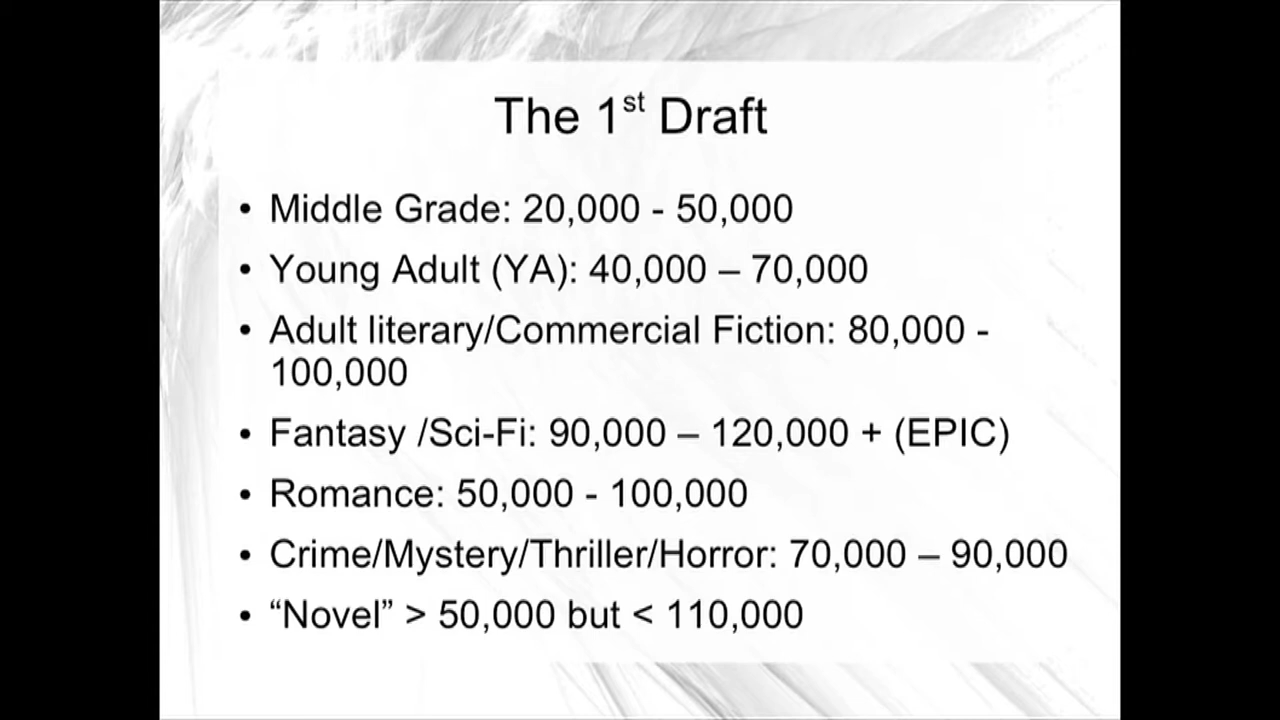 The 1st Draft
• Middle Grade: 20,000 - 50,000
• Young Adult (YA): 40,000 – 70,000
• Adult literary/Commercial Fiction: 80,000 -
100,000
• Fantasy /Sci-Fi: 90,000 – 120,000 + (EPIC)
• Romance: 50,000 - 100,000
• Crime/Mystery/Thriller/Horror: 70,000 – 90,000
• “Novel” > 50,000 but < 110,000